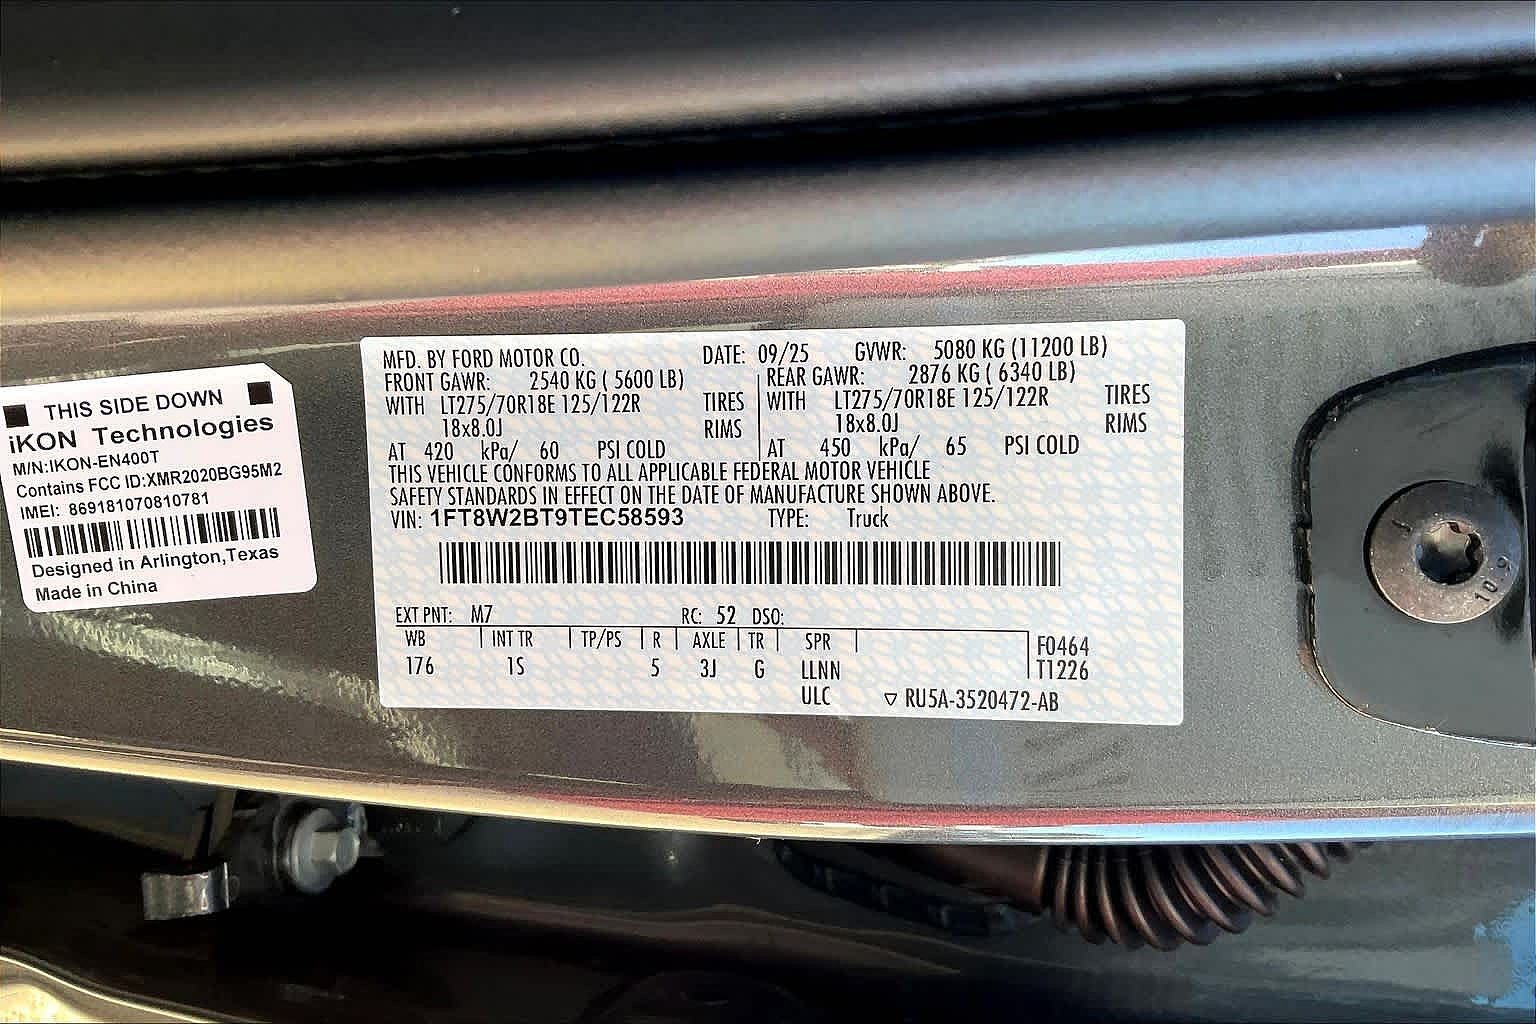 THIS SIDE DOWN
iKON Technologies
M/N:IKON-EN400T
Contains FCC ID:XMR2020BG95M2
IMEI: 869181070810781
Designed in Arlington,Texas
Made in China
MFD. BY FORD MOTOR CO. DATE: 09/25 GVWR: 5080 KG (11200 LB)
FRONT GAWR: 2540 KG ( 5600 LB) REAR GAWR: 2876 KG ( 6340 LB)
WITH LT275/70R18E 125/122R TIRES WITH LT275/70R18E 125/122R TIRES
18x8.0J RIMS 18x8.0J RIMS
AT 420 kPa/ 60 PSI COLD AT 450 kPa/ 65 PSI COLD
THIS VEHICLE CONFORMS TO ALL APPLICABLE FEDERAL MOTOR VEHICLE
SAFETY STANDARDS IN EFFECT ON THE DATE OF MANUFACTURE SHOWN ABOVE.
VIN: 1FT8W2BT9TEC58593 TYPE: Truck
EXT PNT: M7 RC: 52 DSO:
WB INT TR TP/PS R AXLE TR SPR F0464
176 1S 5 3J G LLNN T1226
ULC RU5A-3520472-AB
10.9